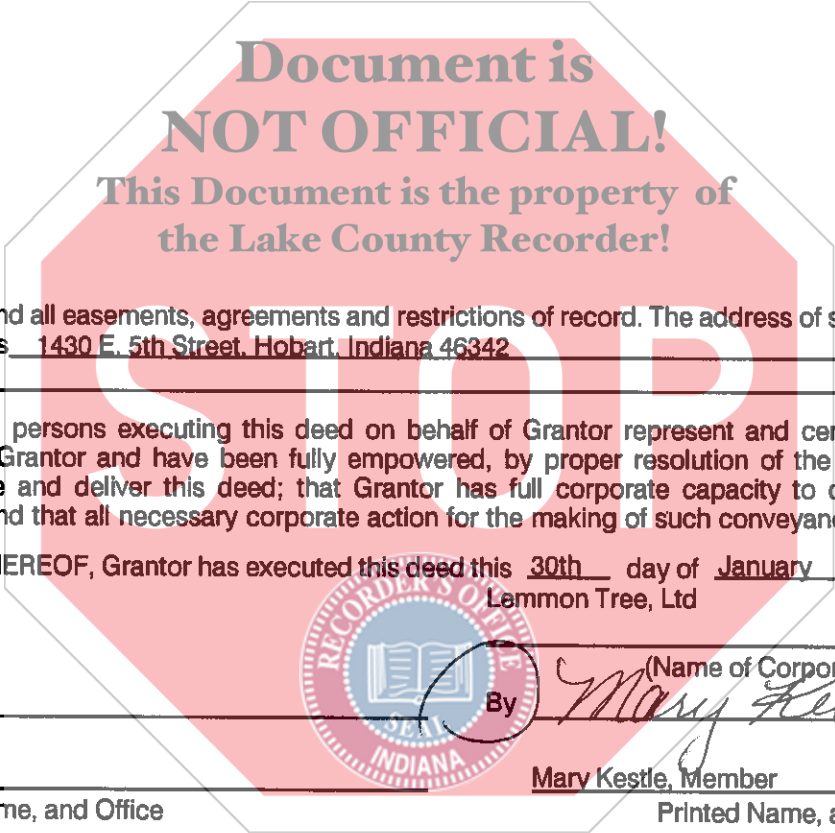 Document is
NOT OFFICIAL!
This Document is the property of
the Lake County Recorder!
STOP
nd all easements, agreements and restrictions of record. The address of s
s 1430 E. 5th Street, Hobart, Indiana 46342
persons executing this deed on behalf of Grantor represent and cer
Grantor and have been fully empowered, by proper resolution of the
e and deliver this deed; that Grantor has full corporate capacity to c
nd that all necessary corporate action for the making of such conveyanc
EREOF, Grantor has executed this deed this 30th day of January
Lemmon Tree, Ltd
RECORDER'S OFFICE
SEAL
INDIANA
(Name of Corpor
By Mary Ke
Mary Kestle, Member
me, and Office
Printed Name, a